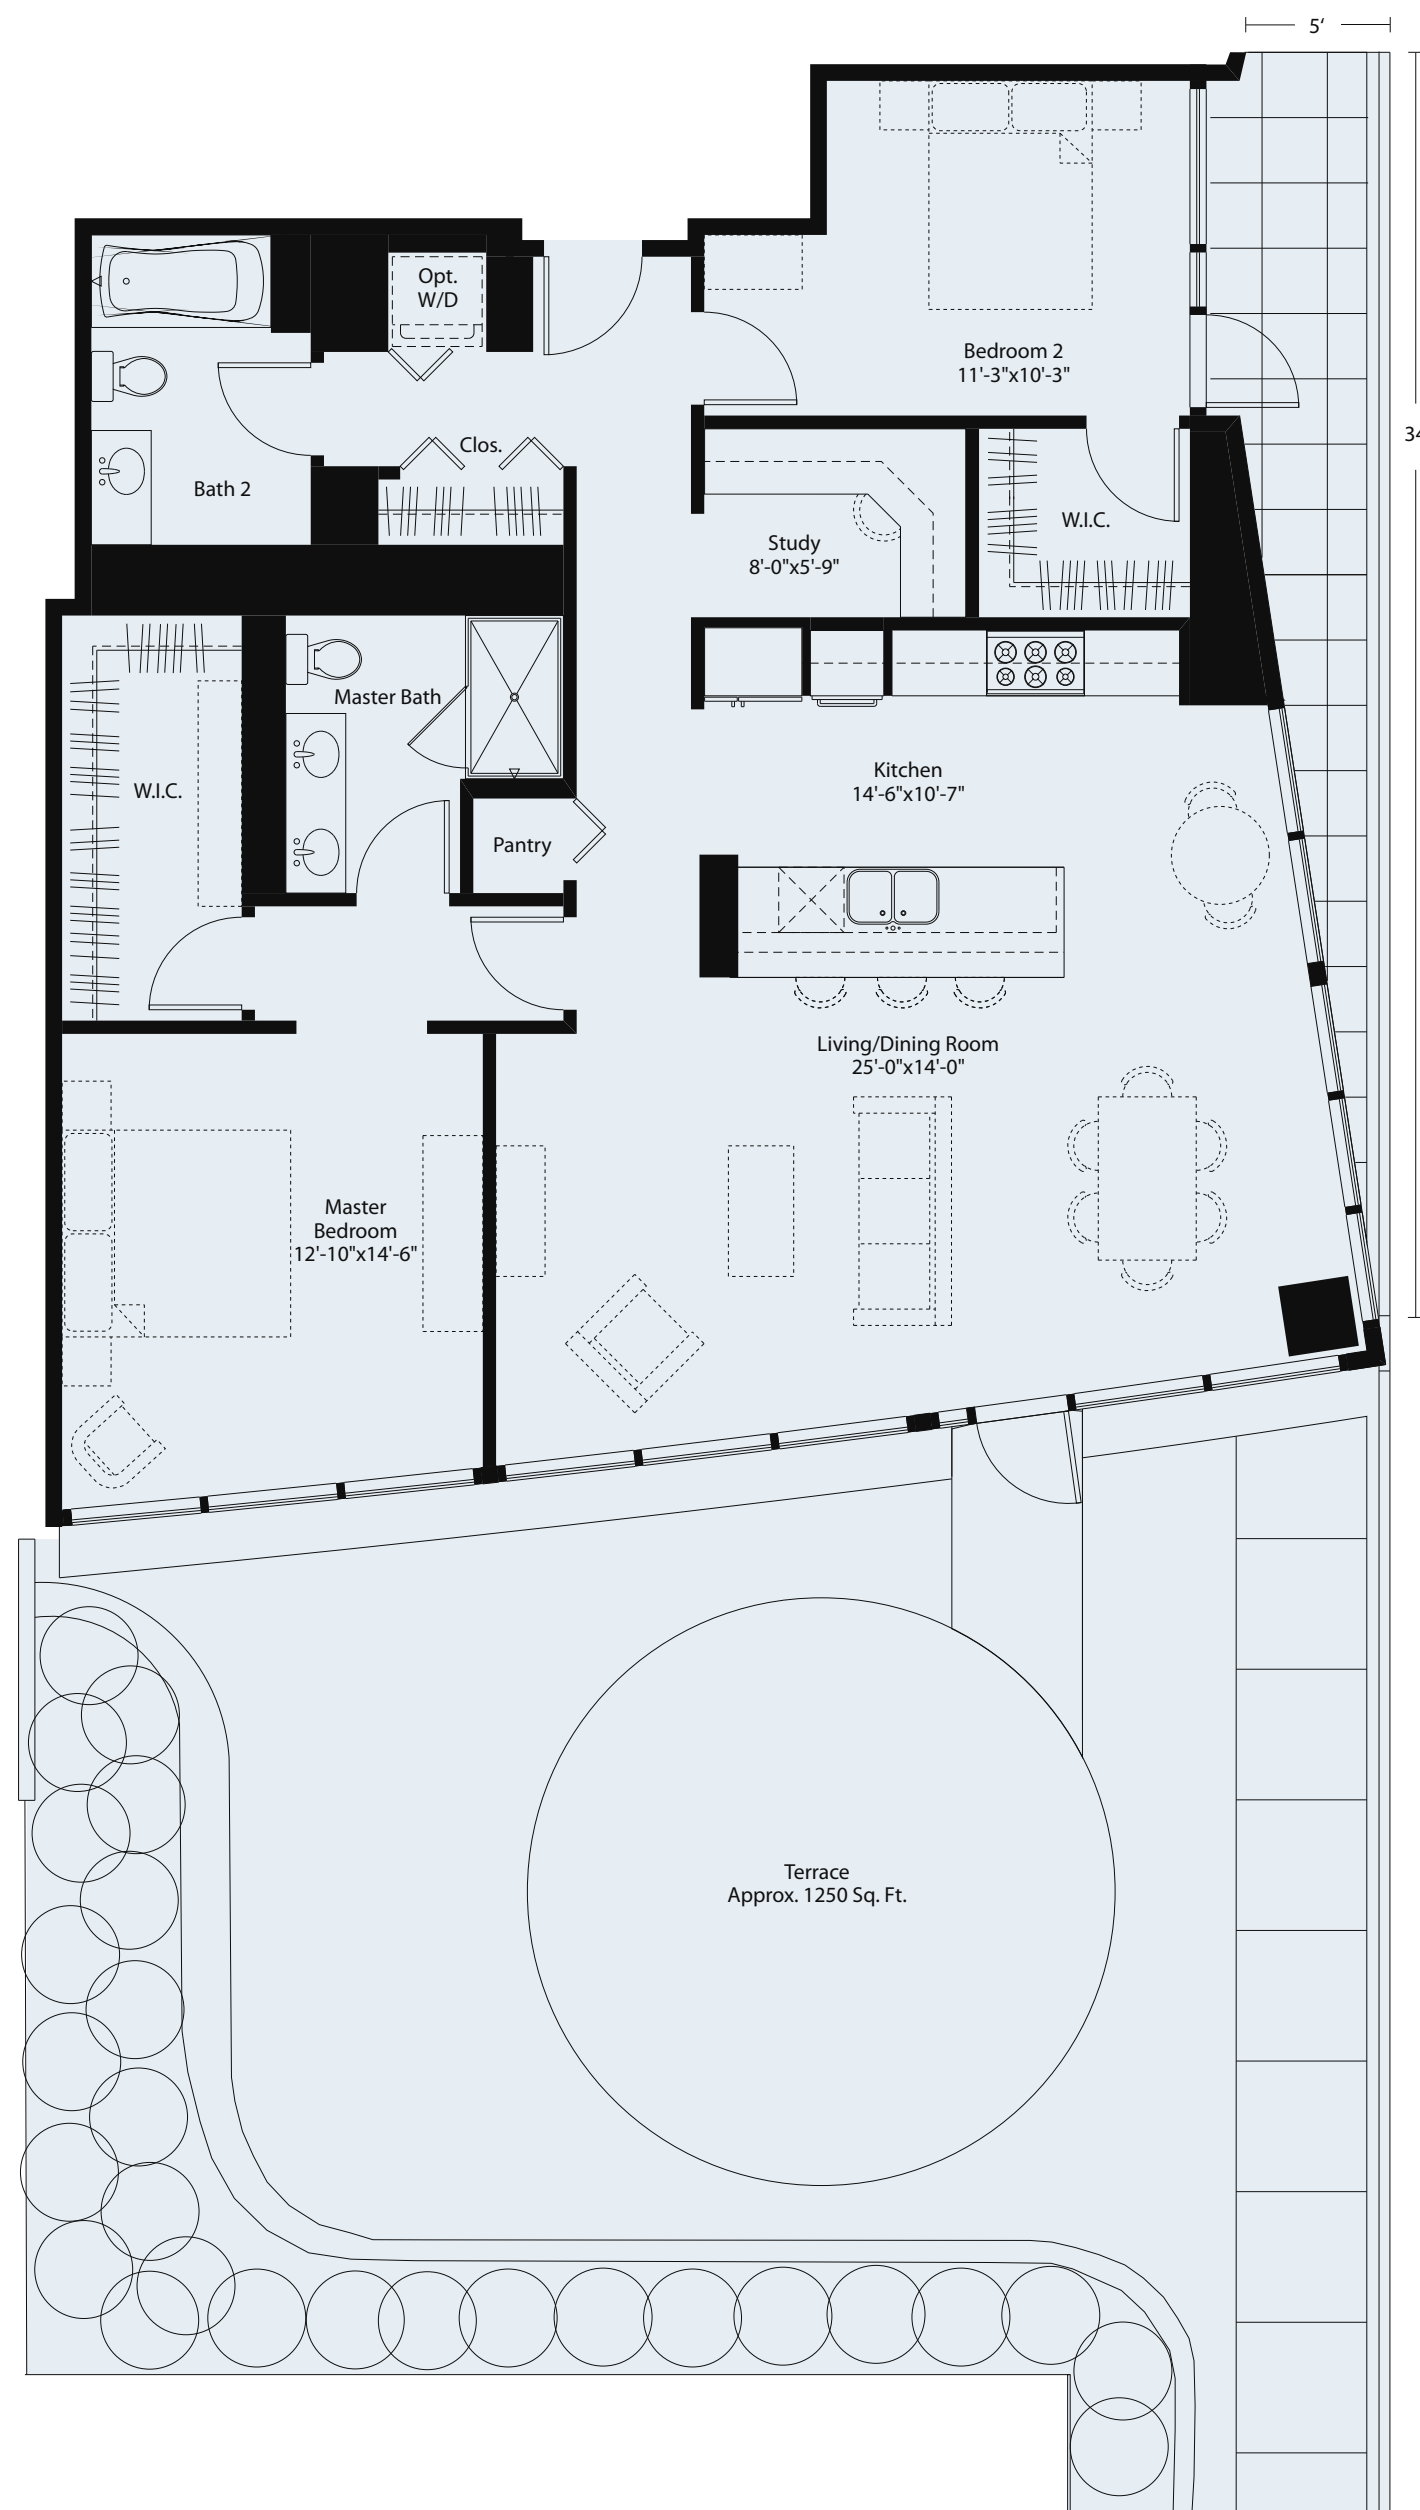 5‘
Opt.
W/D
Bedroom 2
11'-3"x10'-3"
34
Clos.
Bath 2
W.I.C.
Study
8'-0"x5'-9"
Master Bath
Kitchen
14'-6"x10'-7"
W.I.C.
Pantry
Living/Dining Room
25'-0"x14'-0"
Master
Bedroom
12'-10"x14'-6"
Terrace
Approx. 1250 Sq. Ft.